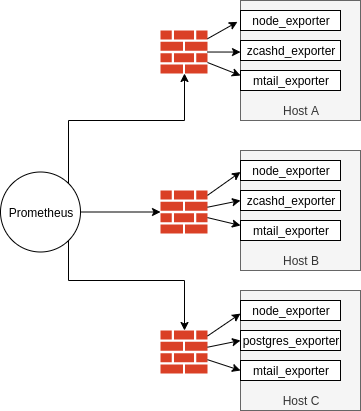 node_exporter
zcashd_exporter
mtail_exporter
Host A
Prometheus
node_exporter
zcashd_exporter
mtail_exporter
Host B
node_exporter
postgres_exporter
mtail_exporter
Host C